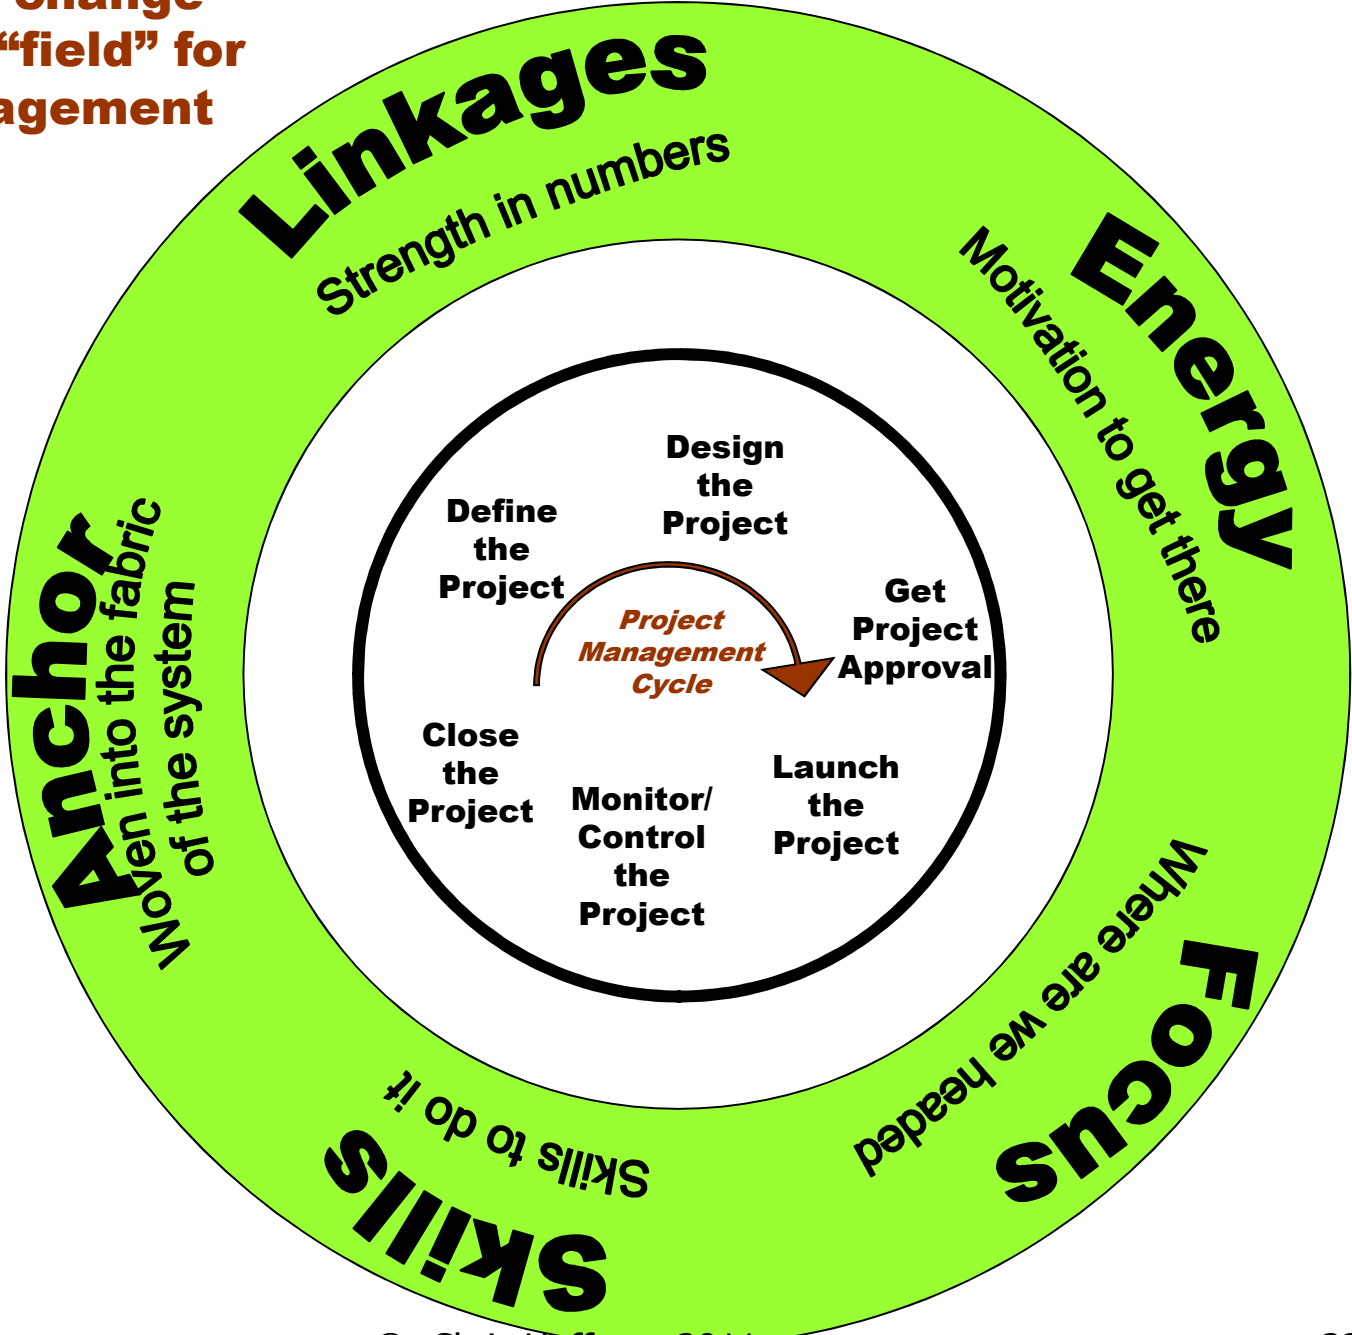 change
“field” for
Linkages
Strength in numbers
Energy
Motivation to get there
Focus
Where are we headed
Skills
Skills to do it
Anchor
Woven into the fabric
of the system
Define
the
Project
Design
the
Project
Get
Project
Approval
Launch
the
Project
Monitor/
Control
the
Project
Close
the
Project
Project
Management
Cycle